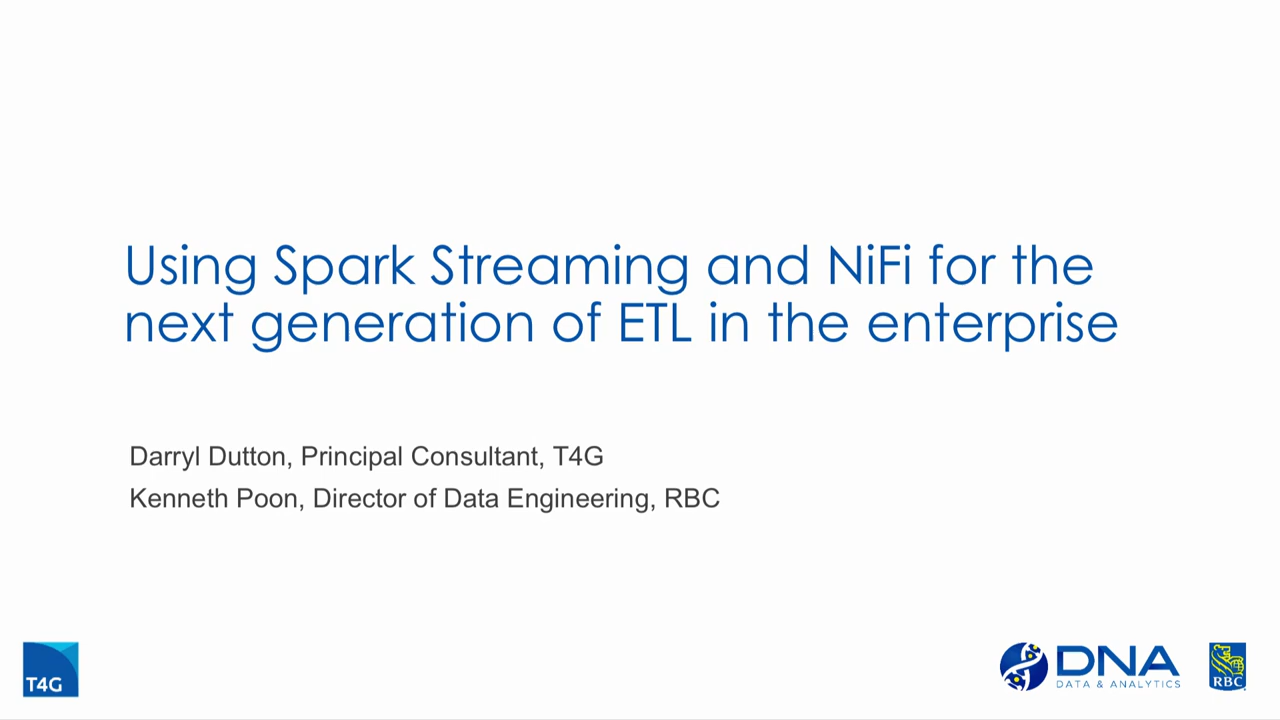 Using Spark Streaming and NiFi for the
next generation of ETL in the enterprise
Darryl Dutton, Principal Consultant, T4G
Kenneth Poon, Director of Data Engineering, RBC
T4G
DNA
DATA & ANALYTICS
RBC